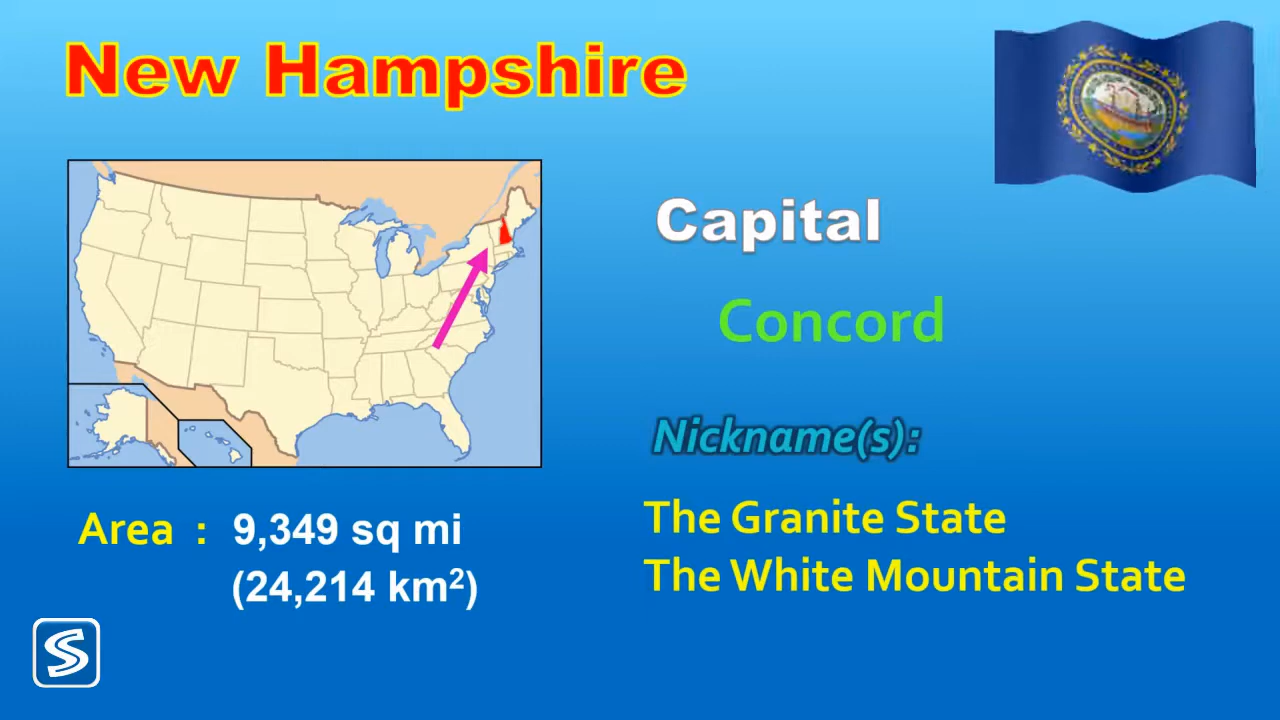 New Hampshire
Capital
Concord
Nickname(s):
The Granite State
The White Mountain State
Area : 9,349 sq mi
(24,214 km²)
S